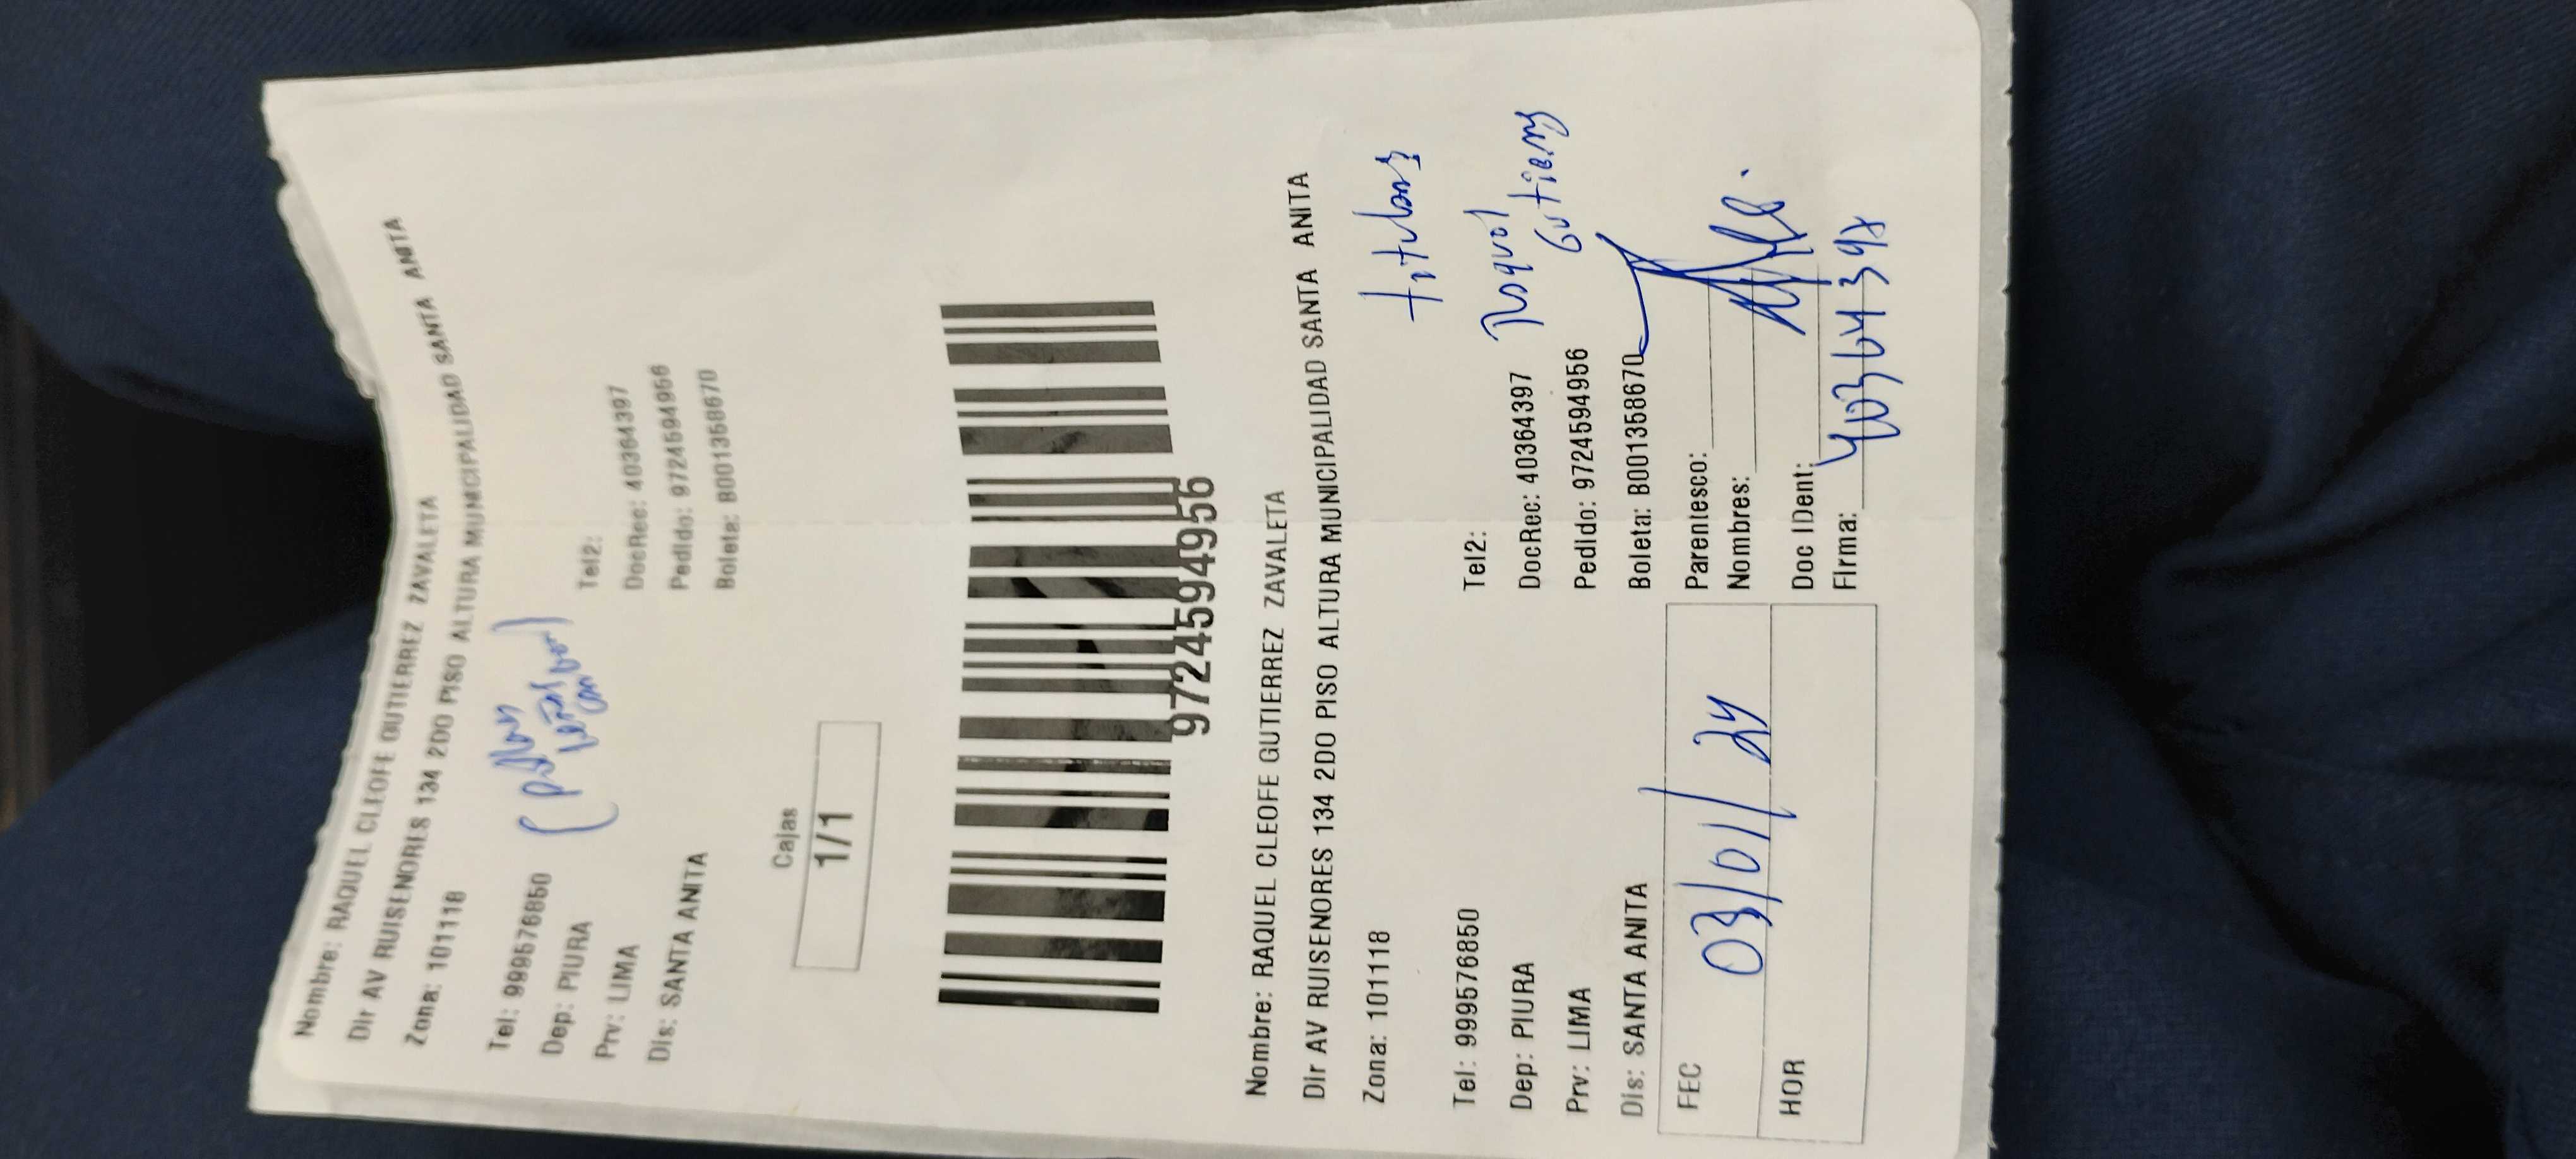 Nombre: RAQUEL CLEOFE GUTIERREZ ZAVALETA
Dir AV RUISENORES 134 2DO PISO ALTURA MUNICIPALIDAD SANTA ANITA
Zona: 101118
Tel: 999576850
Tel2:
Dep: PIURA
DocRec: 40364397
Prv: LIMA
Pedido: 9724594956
Dis: SANTA ANITA
Boleta: B001358670
Cajas
1/1
9724594956
Nombre: RAQUEL CLEOFE GUTIERREZ ZAVALETA
Dir AV RUISENORES 134 2DO PISO ALTURA MUNICIPALIDAD SANTA ANITA
Zona: 101118
titular
Tel: 999576850
Tel2:
Raquel
Dep: PIURA
DocRec: 40364397
Gutierrez
Prv: LIMA
Pedido: 9724594956
Dis: SANTA ANITA
Boleta: B001358670
FEC 03/01/24
Parentesco:
Nombres:
HOR
Doc IDent:
Firma: 40364397